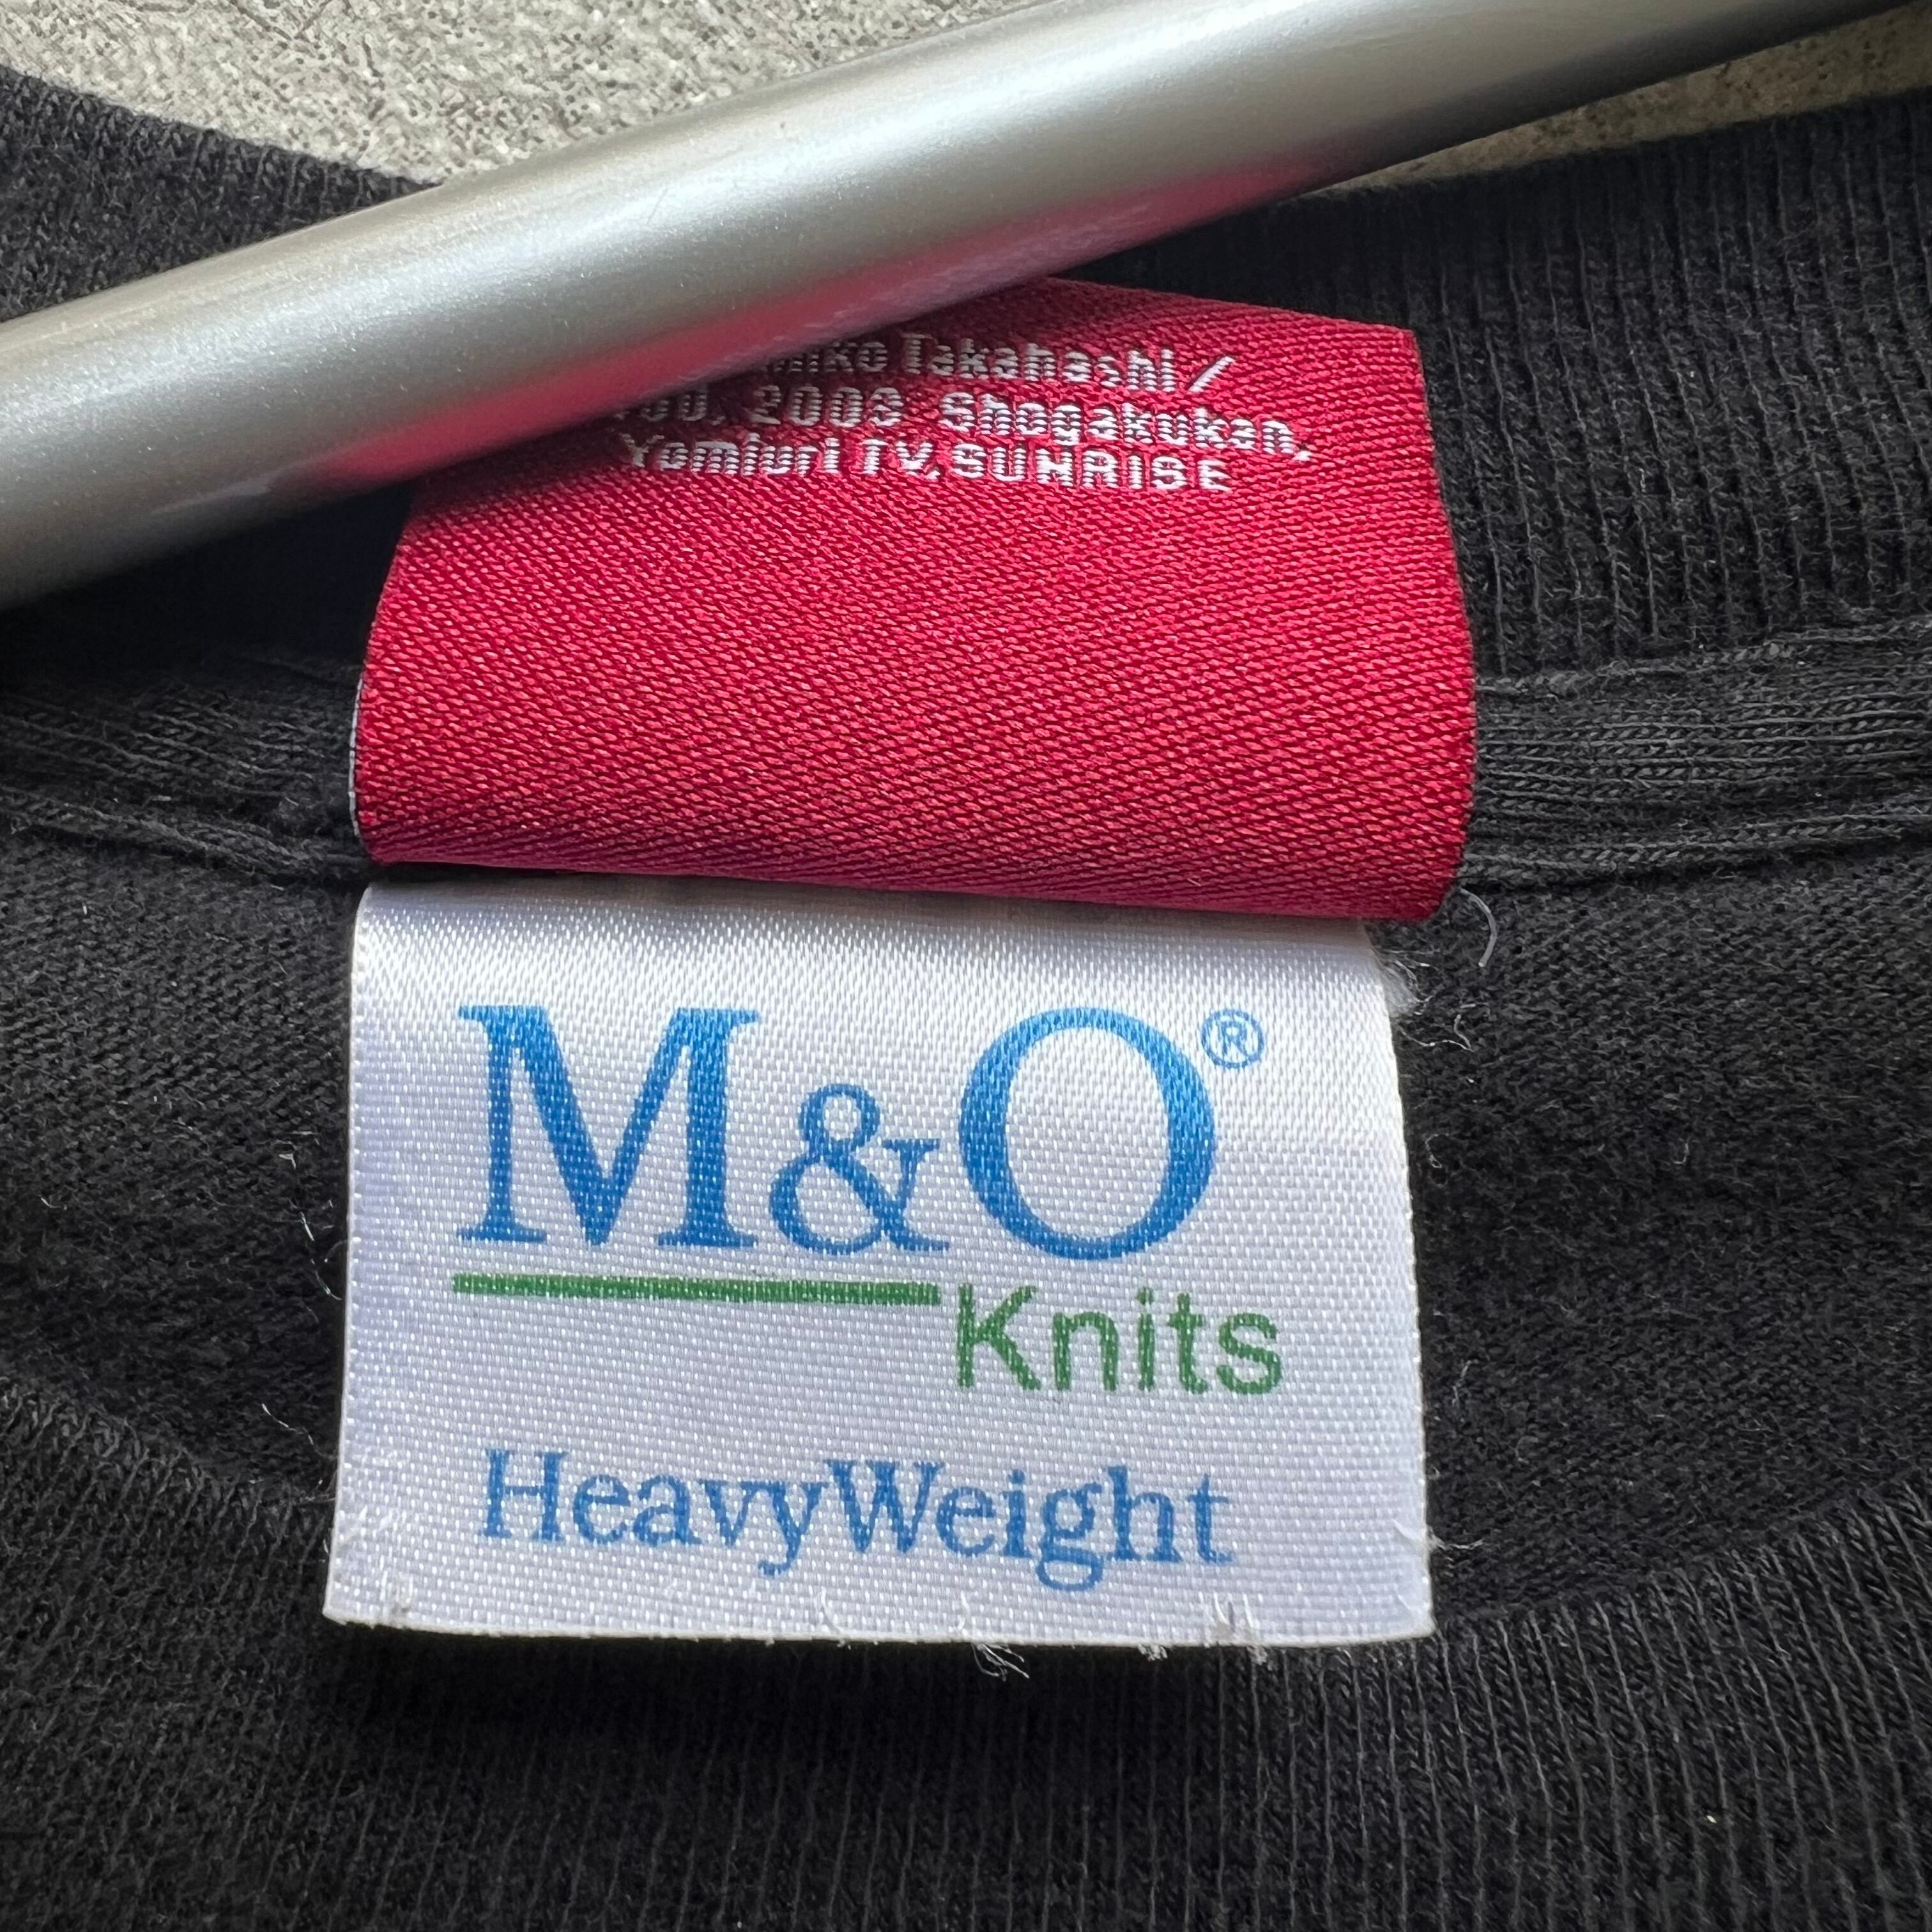 Takahashi /
2003 Shogakukan,
Yomiuri TV, SUNRISE
M&O®
Knits
HeavyWeight